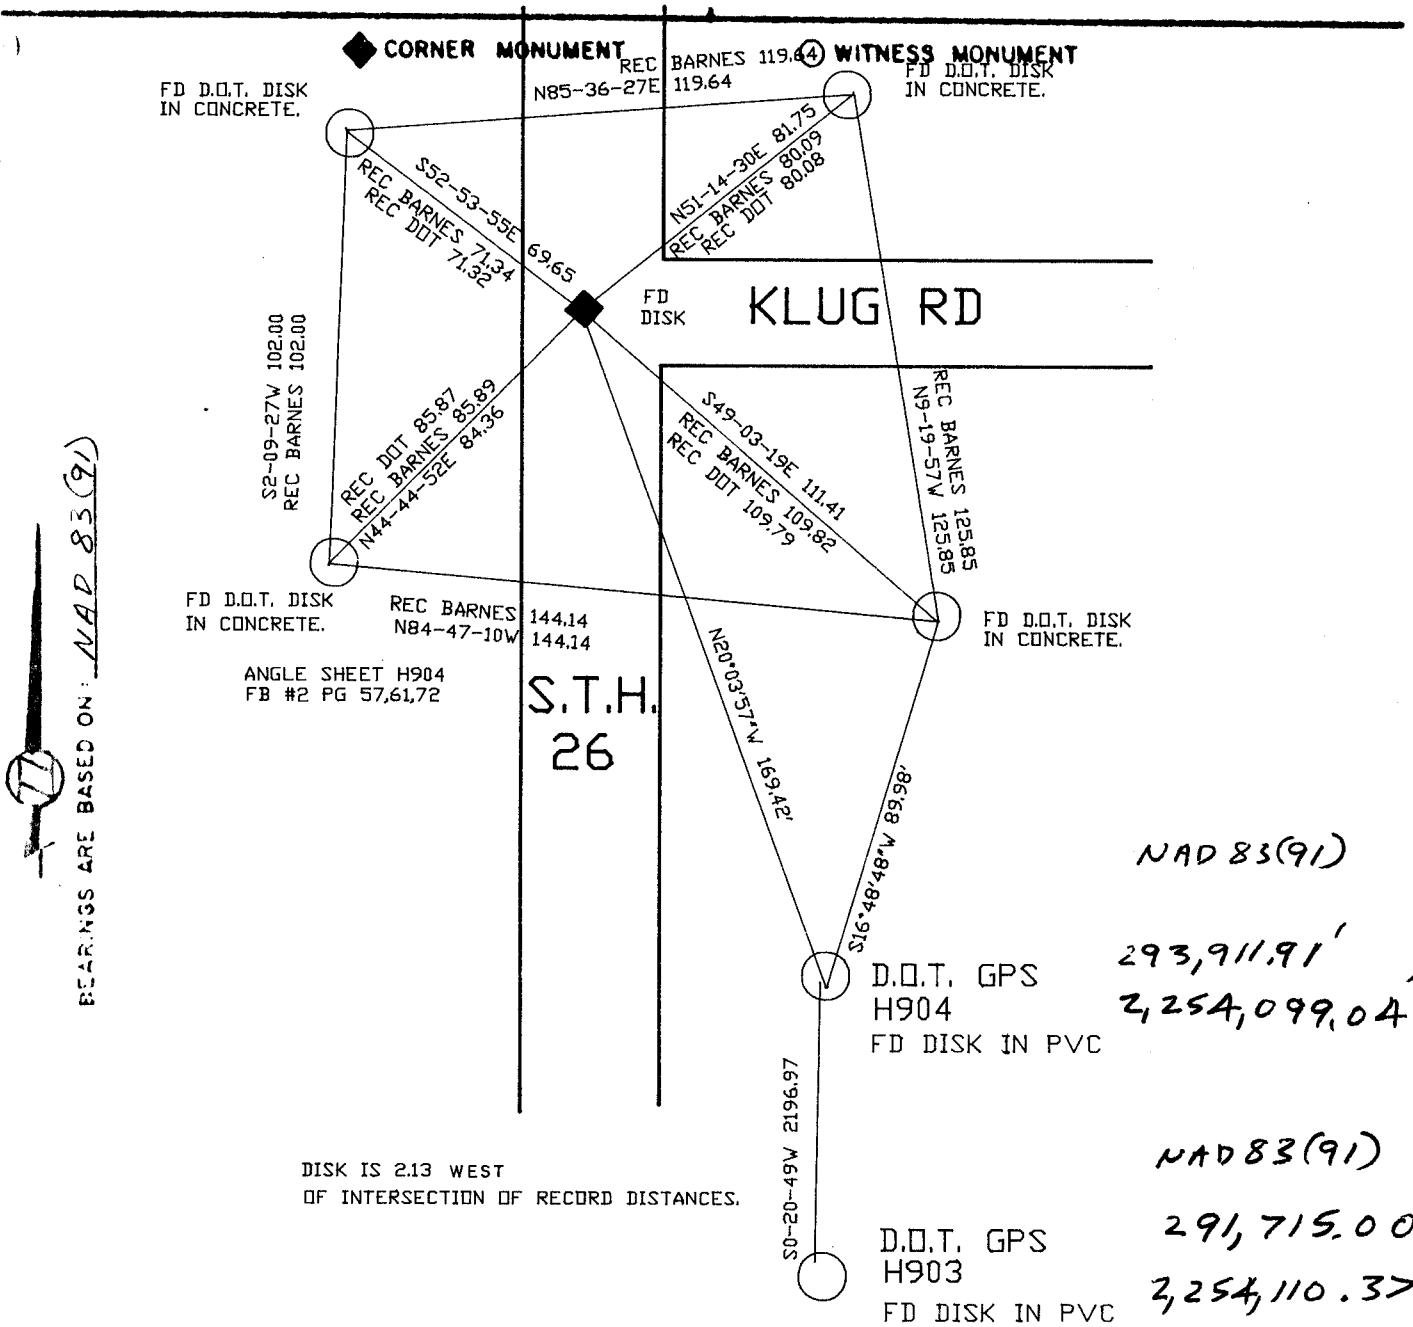 CORNER MONUMENT
WITNESS MONUMENT
REC BARNES 119.64
N85-36-27E 119.64
FD D.O.T. DISK
IN CONCRETE.
FD D.O.T. DISK
IN CONCRETE.
S52-53-55E 69.65
REC BARNES 71.34
REC DOT 71.32
N51-14-30E 81.75
REC BARNES 80.09
REC DOT 80.08
FD
DISK
KLUG RD
S2-09-27W 102.00
REC BARNES 102.00
REC DOT 85.87
REC BARNES 85.89
N44-44-52E 84.36
S49-03-19E 111.41
REC BARNES 109.82
REC DOT 109.79
REC BARNES 125.85
N9-19-57W 125.85
BEARINGS ARE BASED ON: NAD 83(91)
FD D.O.T. DISK
IN CONCRETE.
REC BARNES 144.14
N84-47-10W 144.14
FD D.O.T. DISK
IN CONCRETE.
ANGLE SHEET H904
FB #2 PG 57,61,72
S.T.H.
26
N20°03'57"W 169.42'
S16°48'48"W 89.98'
NAD 83(91)
293,911.91'
2,254,099.04
D.O.T. GPS
H904
FD DISK IN PVC
S0-20-49W 2196.97
DISK IS 2.13 WEST
OF INTERSECTION OF RECORD DISTANCES.
NAD 83(91)
291,715.00
2,254,110.37
D.O.T. GPS
H903
FD DISK IN PVC